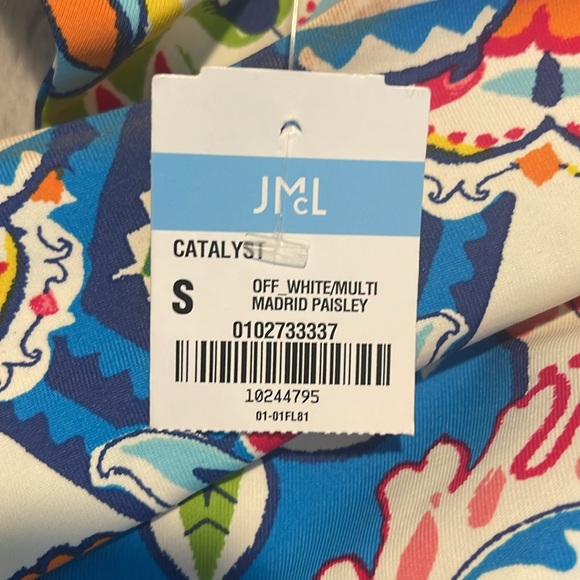 JMcL
CATALYST
S
OFF_WHITE/MULTI
MADRID PAISLEY
0102733337
10244795
01-01FL81